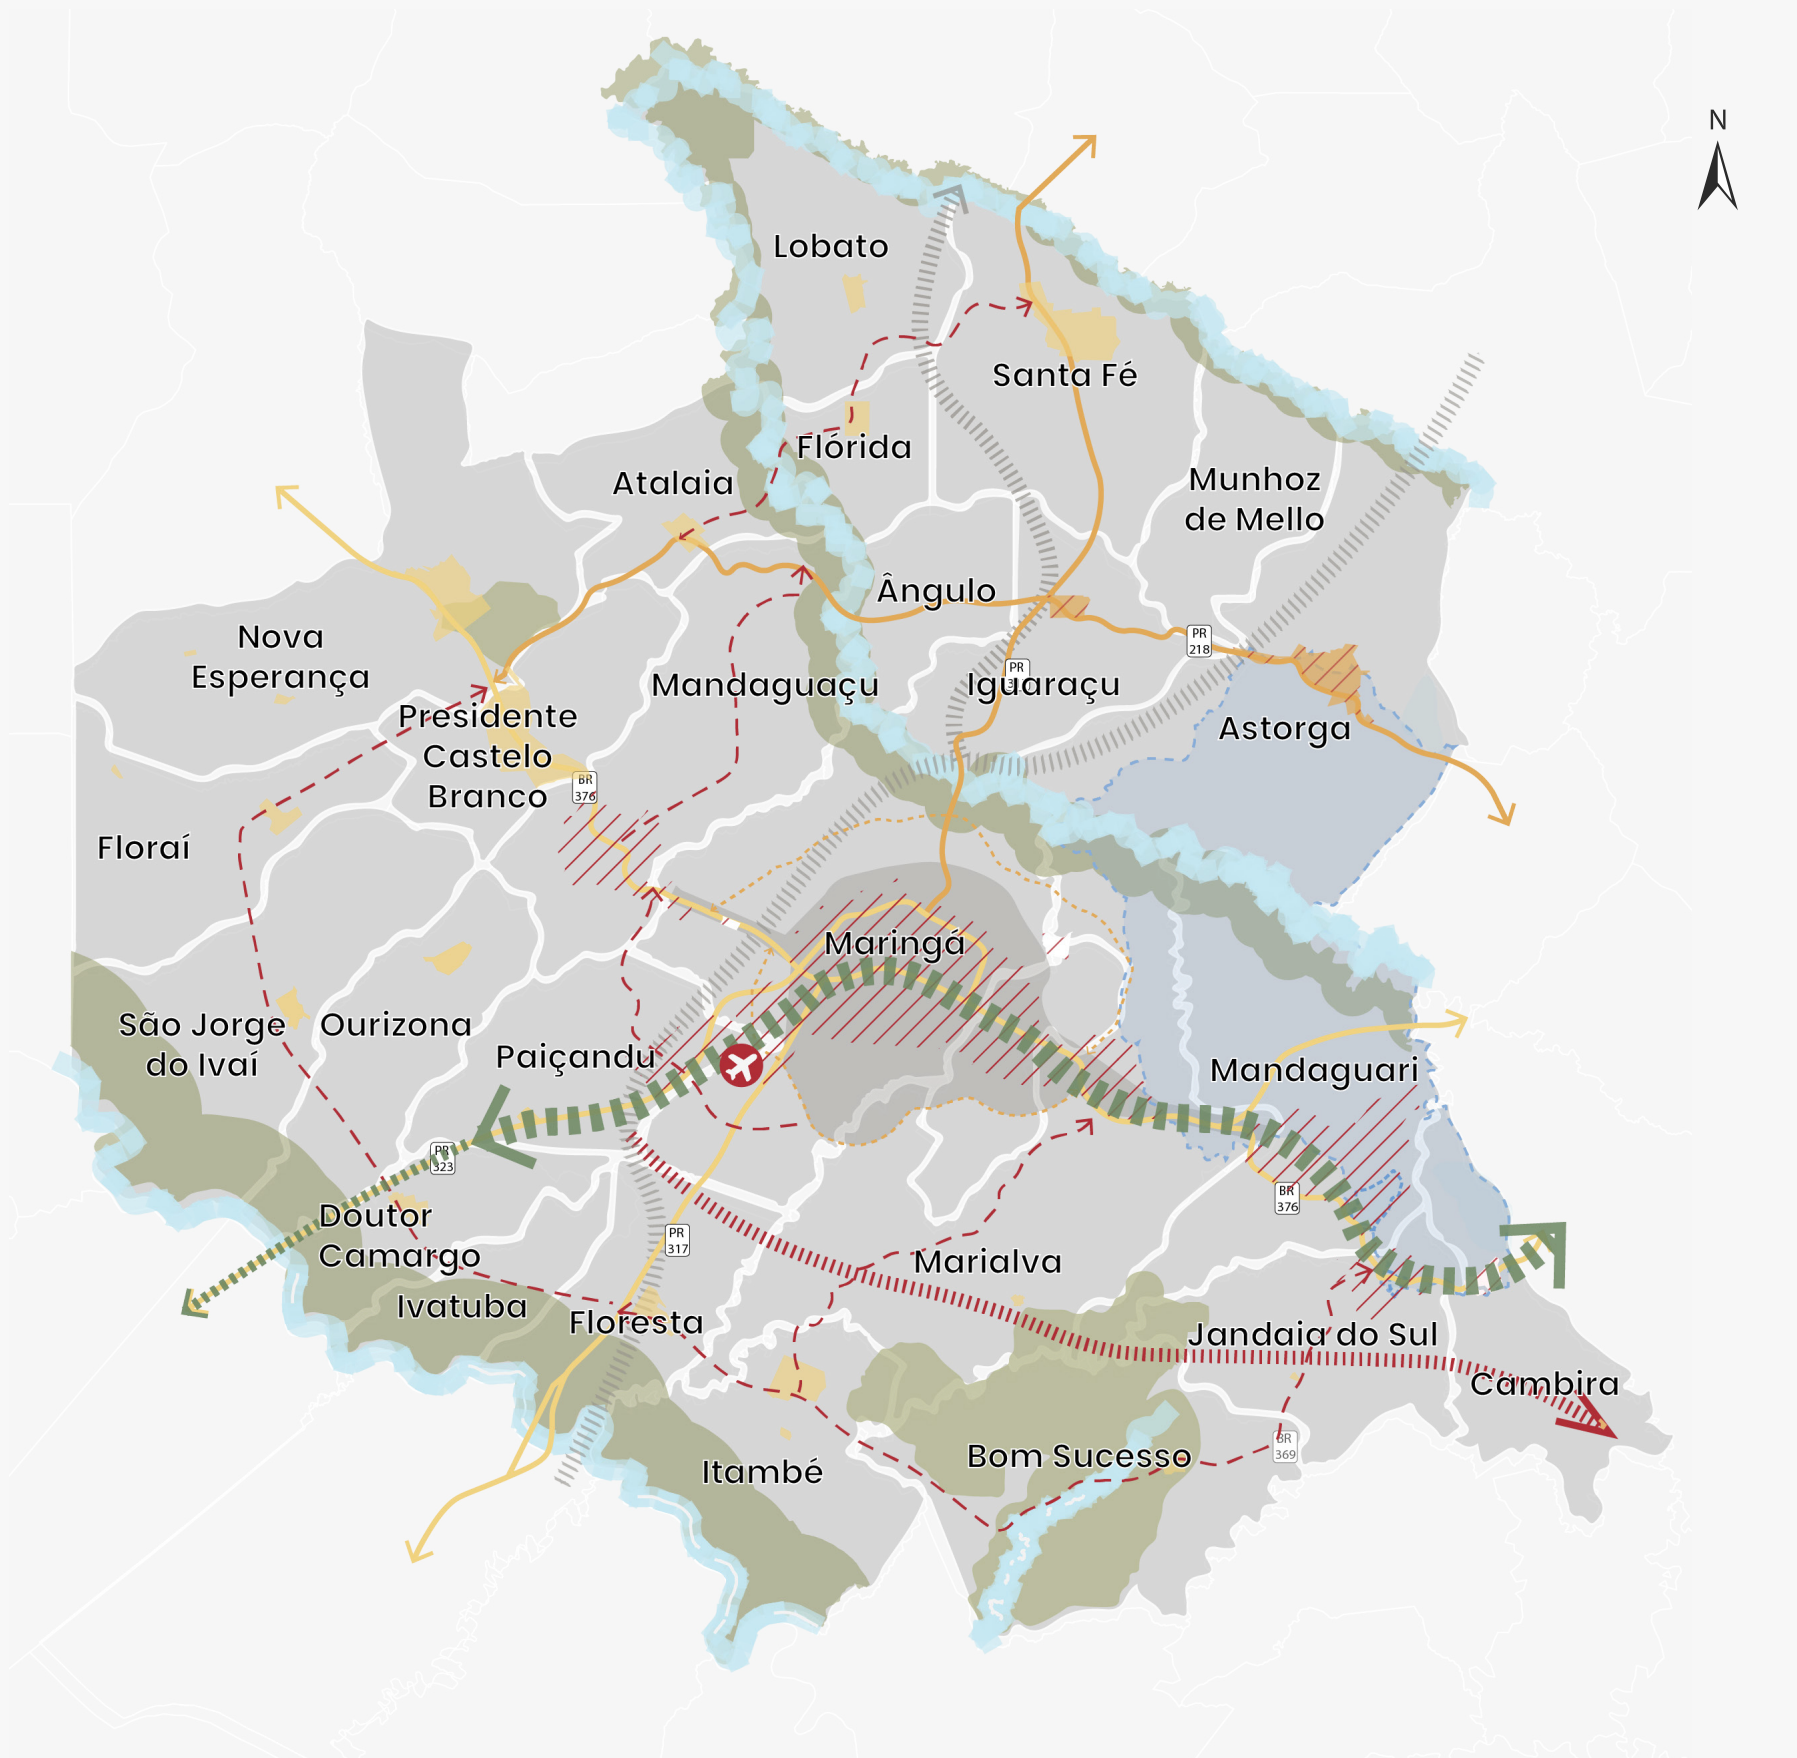 N
Lobato
Santa Fé
Flórida
Atalaia
Munhoz
de Mello
Ângulo
Nova
Esperança
PR
218
Mandaguaçu
PR
Iguaraçu
Presidente
Castelo
Branco
Astorga
BR
376
Floraí
Maringá
São Jorge
do Ivaí
Ourizona
Paiçandu
Mandaguari
PR
323
BR
376
Doutor
Camargo
PR
317
Marialva
Ivatuba
Floresta
Jandaia do Sul
Cambira
BR
369
Bom Sucesso
Itambé